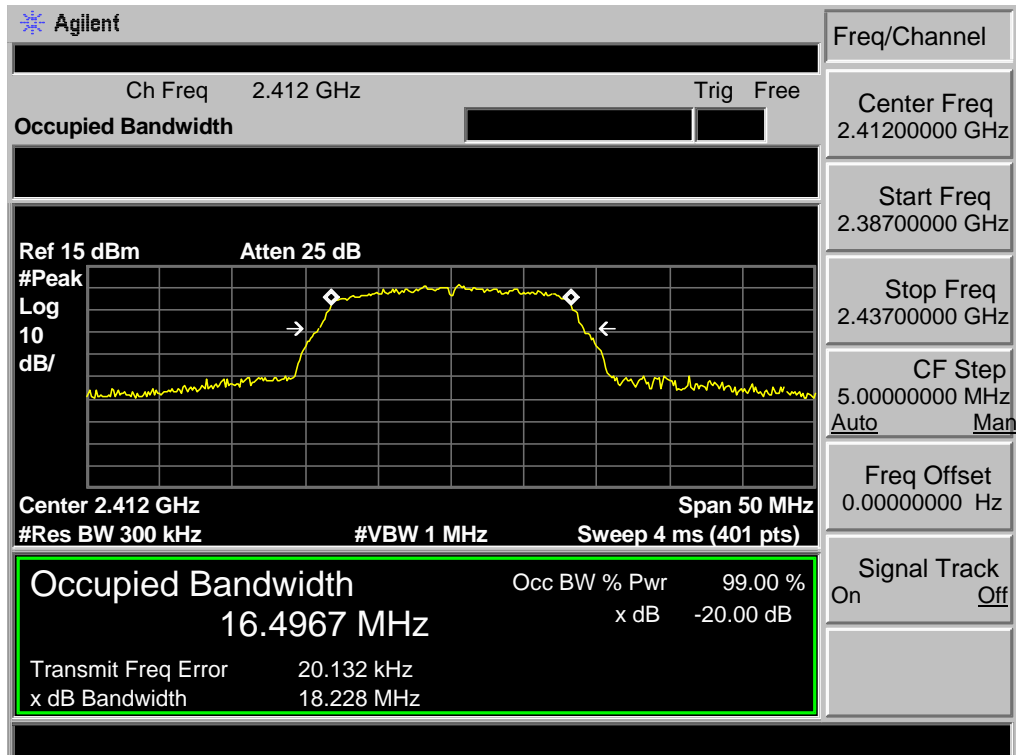 Agilent
Freq/Channel
Ch Freq 2.412 GHz Trig Free
Occupied Bandwidth
Center Freq
2.41200000 GHz
Start Freq
2.38700000 GHz
Ref 15 dBm Atten 25 dB
#Peak
Log
10
dB/
Stop Freq
2.43700000 GHz
CF Step
5.00000000 MHz
Auto Man
Freq Offset
0.00000000 Hz
Center 2.412 GHz Span 50 MHz
#Res BW 300 kHz #VBW 1 MHz Sweep 4 ms (401 pts)
Signal Track
On Off
Occupied Bandwidth
16.4967 MHz
Occ BW % Pwr 99.00 %
x dB -20.00 dB
Transmit Freq Error 20.132 kHz
x dB Bandwidth 18.228 MHz